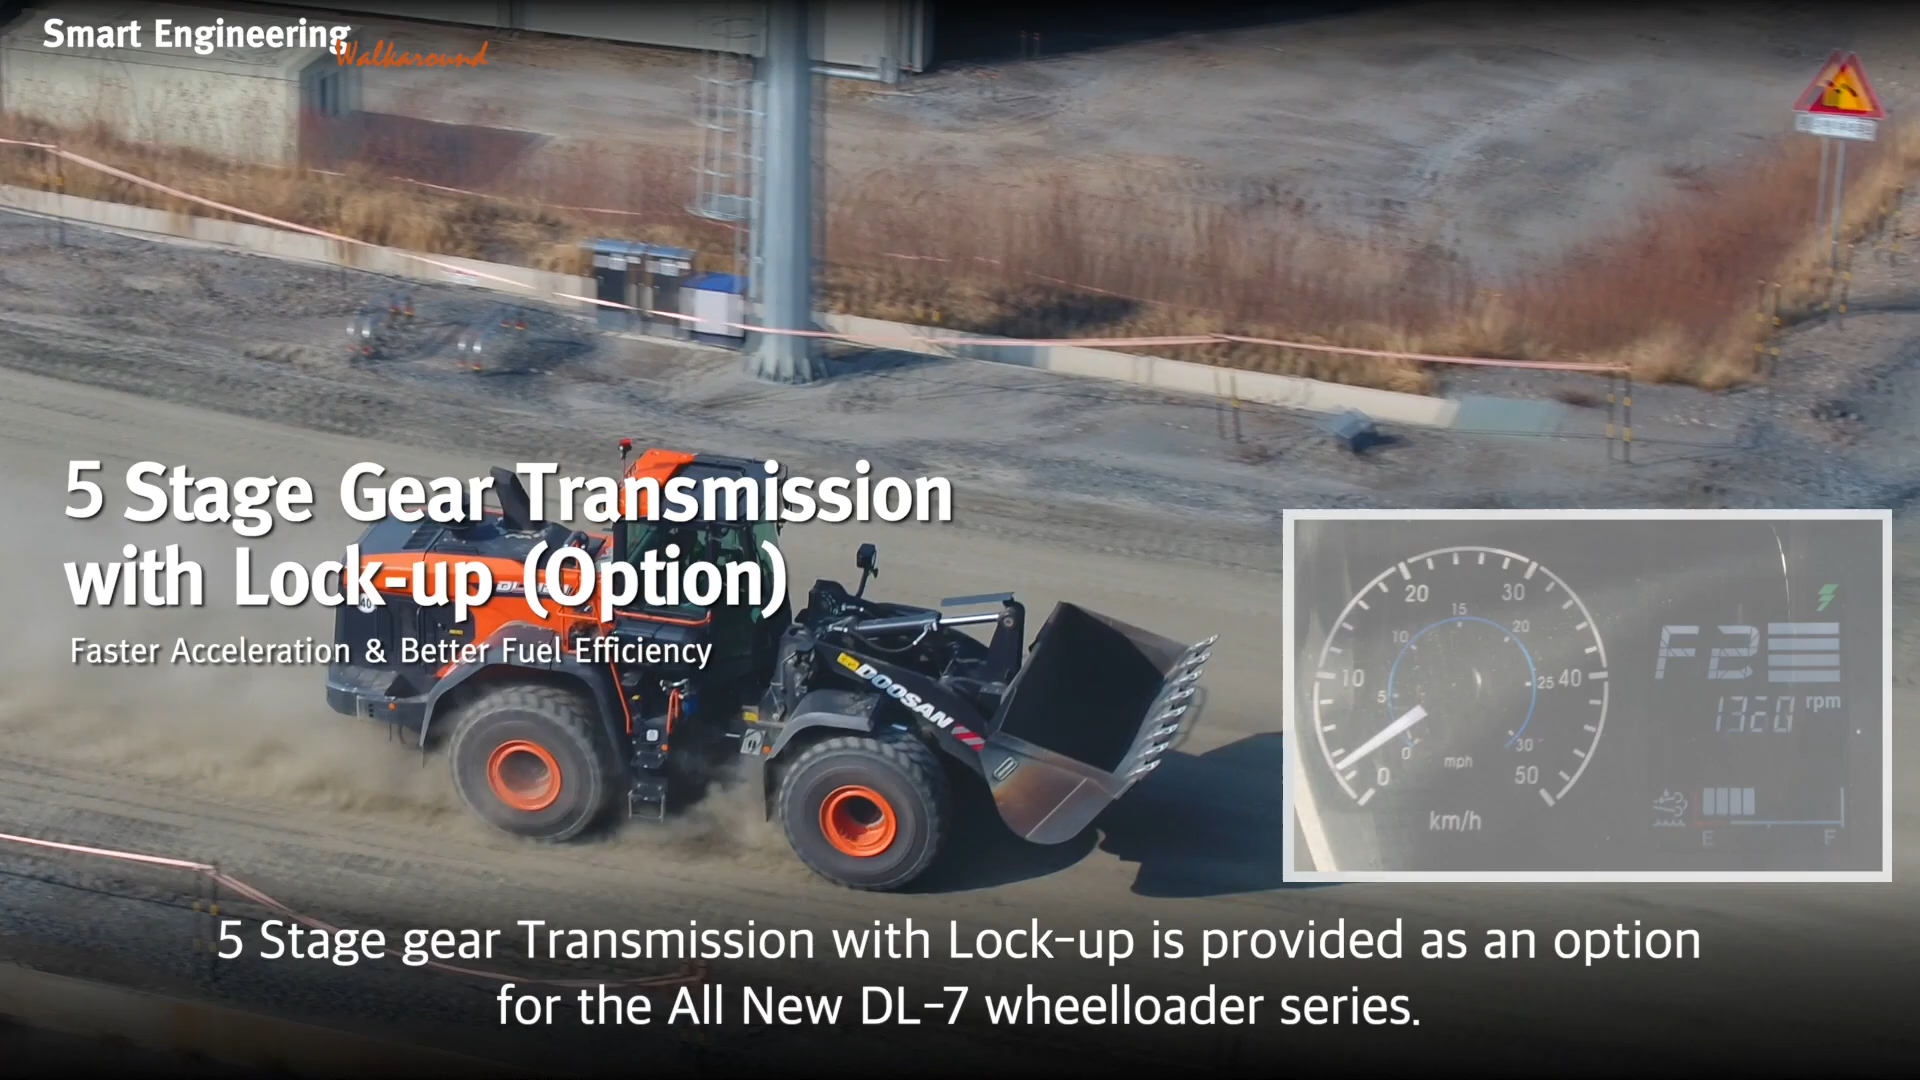 Smart Engineering
Walkaround
5 Stage Gear Transmission
with Lock-up (Option)
Faster Acceleration & Better Fuel Efficiency
DOOSAN
40
0
10
20
30
40
50
km/h
0
5
10
15
20
25
30
mph
F2
1320 rpm
E
F
5 Stage gear Transmission with Lock-up is provided as an option
for the All New DL-7 wheelloader series.